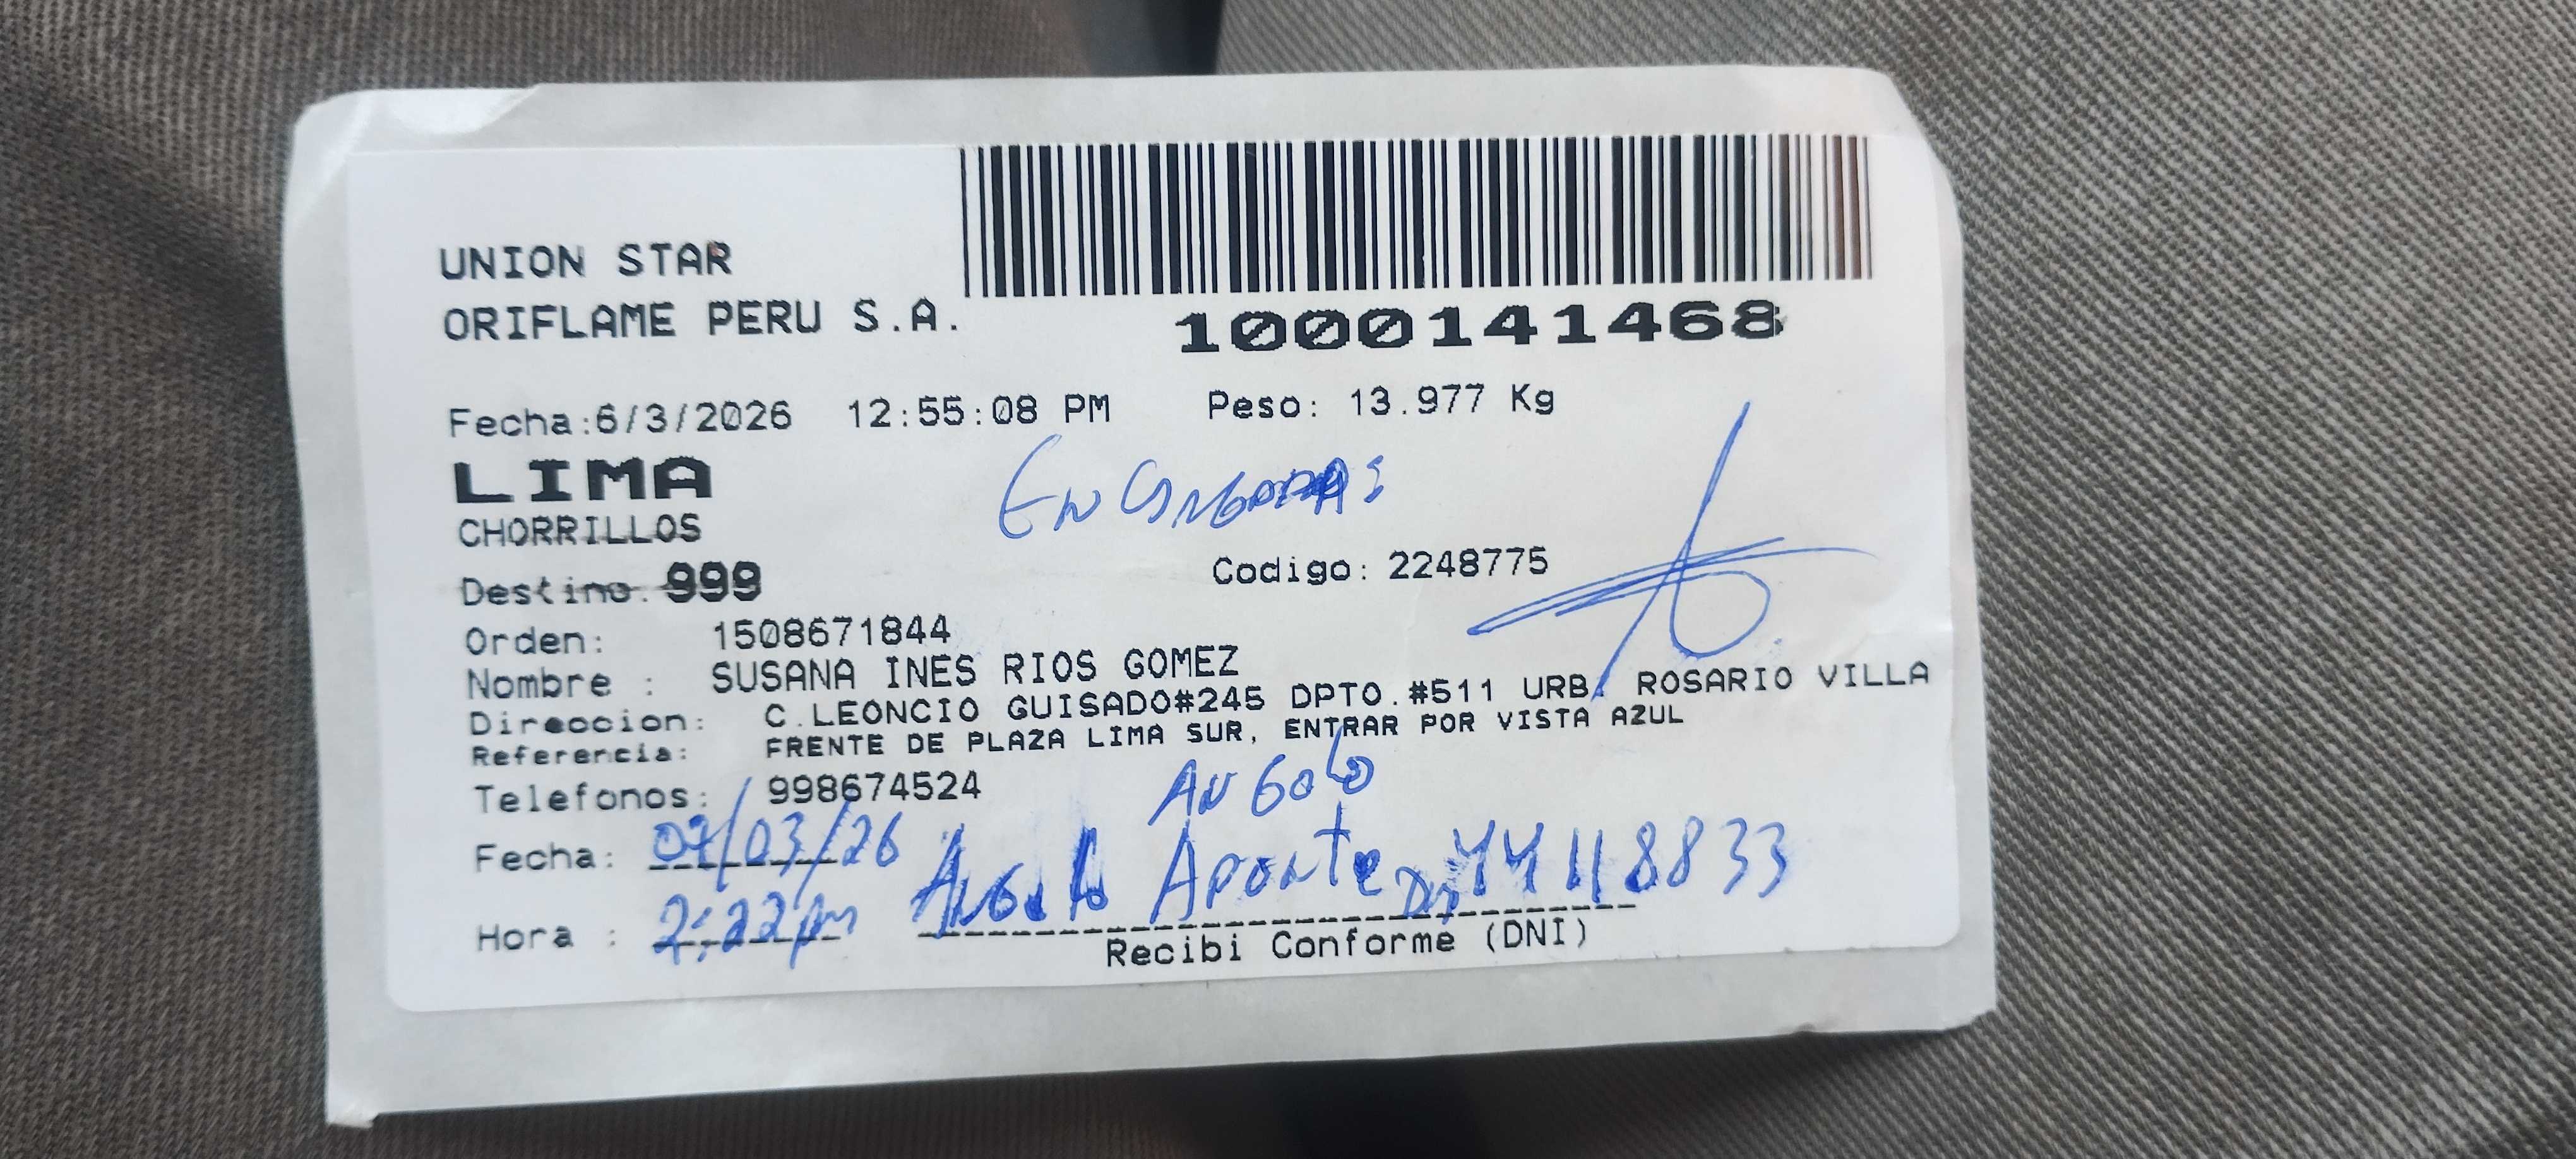 UNION STAR
ORIFLAME PERU S.A.
1000141468
Fecha:6/3/2026 12:55:08 PM Peso: 13.977 Kg
LIMA
CHORRILLOS
Destino. 999 Codigo: 2248775
Orden: 1508671844
Nombre : SUSANA INES RIOS GOMEZ
Direccion: C.LEONCIO GUISADO#245 DPTO.#511 URB. ROSARIO VILLA
Referencia: FRENTE DE PLAZA LIMA SUR, ENTRAR POR VISTA AZUL
Telefonos: 998674524
Fecha: 07/03/26 Aponte 44118833
Hora : 2:22pm
Recibi Conforme (DNI)